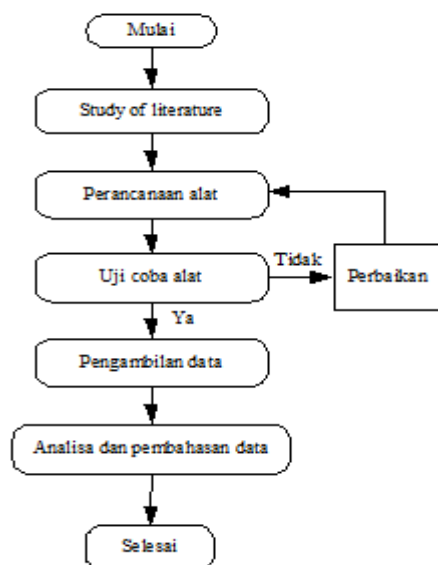 Mulai
Study of literature
Perancanaan alat
Uji coba alat
Tidak
Perbaikan
Ya
Pengambilan data
Analisa dan pembahasan data
Selesai